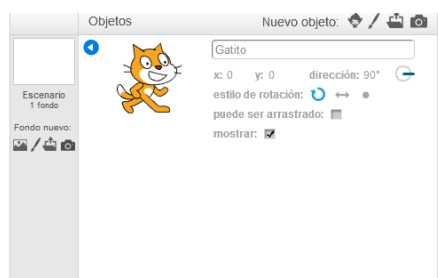 Objetos
Nuevo objeto:
Gatito
x: 0 y: 0 dirección: 90°
estilo de rotación:
puede ser arrastrado:
mostrar:
Escenario
1 fondo
Fondo nuevo: